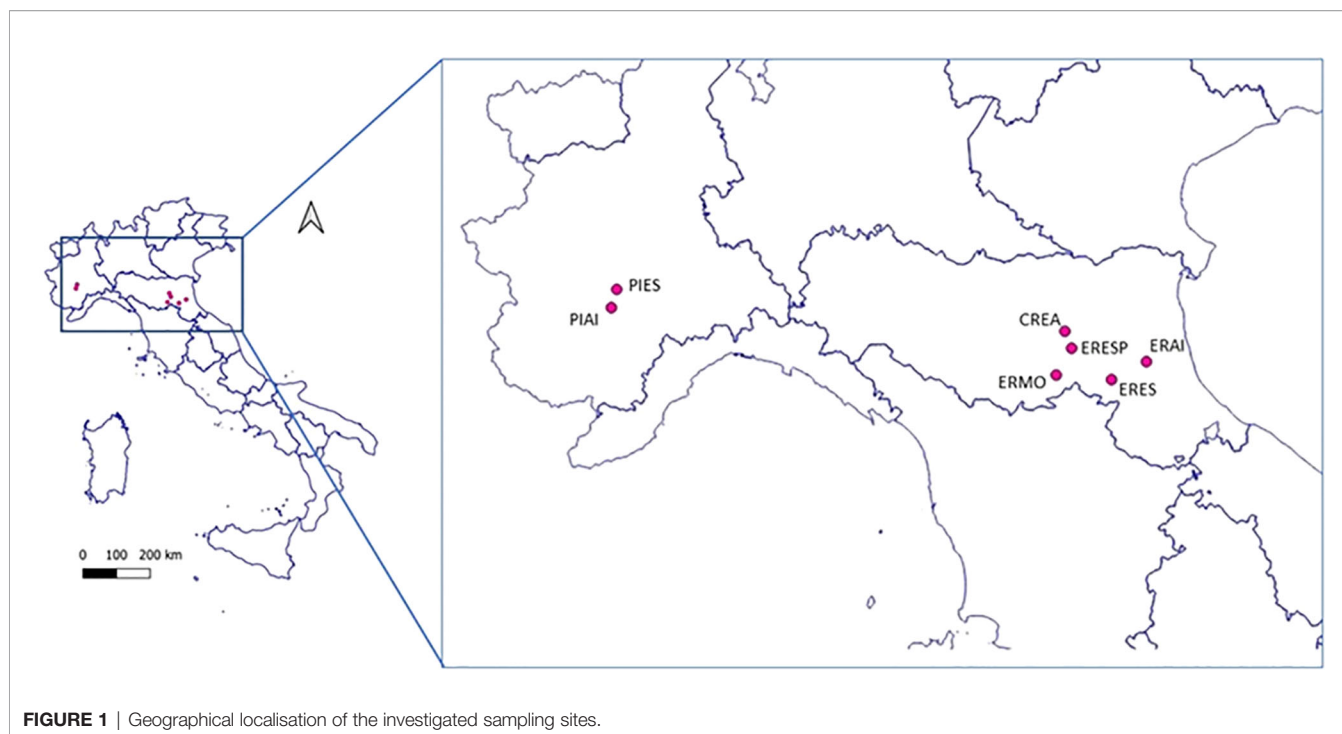 PIES
PIAI
CREA
ERESP
ERAI
ERMO
ERES
0 100 200 km
FIGURE 1 | Geographical localisation of the investigated sampling sites.